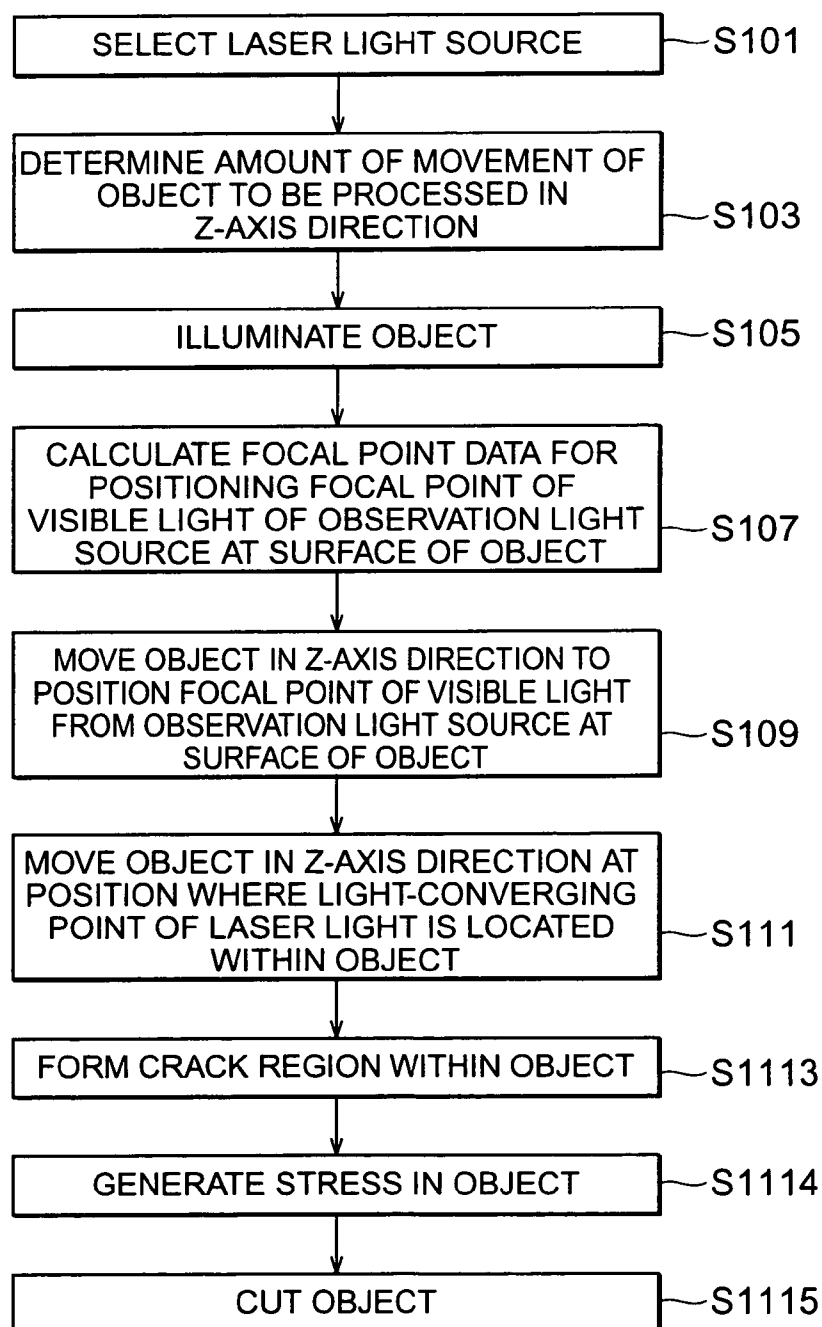 SELECT LASER LIGHT SOURCE
S101
DETERMINE AMOUNT OF MOVEMENT OF
OBJECT TO BE PROCESSED IN
Z-AXIS DIRECTION
S103
ILLUMINATE OBJECT
S105
CALCULATE FOCAL POINT DATA FOR
POSITIONING FOCAL POINT OF
VISIBLE LIGHT OF OBSERVATION LIGHT
SOURCE AT SURFACE OF OBJECT
S107
MOVE OBJECT IN Z-AXIS DIRECTION TO
POSITION FOCAL POINT OF VISIBLE LIGHT
FROM OBSERVATION LIGHT SOURCE AT
SURFACE OF OBJECT
S109
MOVE OBJECT IN Z-AXIS DIRECTION AT
POSITION WHERE LIGHT-CONVERGING
POINT OF LASER LIGHT IS LOCATED
WITHIN OBJECT
S111
FORM CRACK REGION WITHIN OBJECT
S1113
GENERATE STRESS IN OBJECT
S1114
CUT OBJECT
S1115